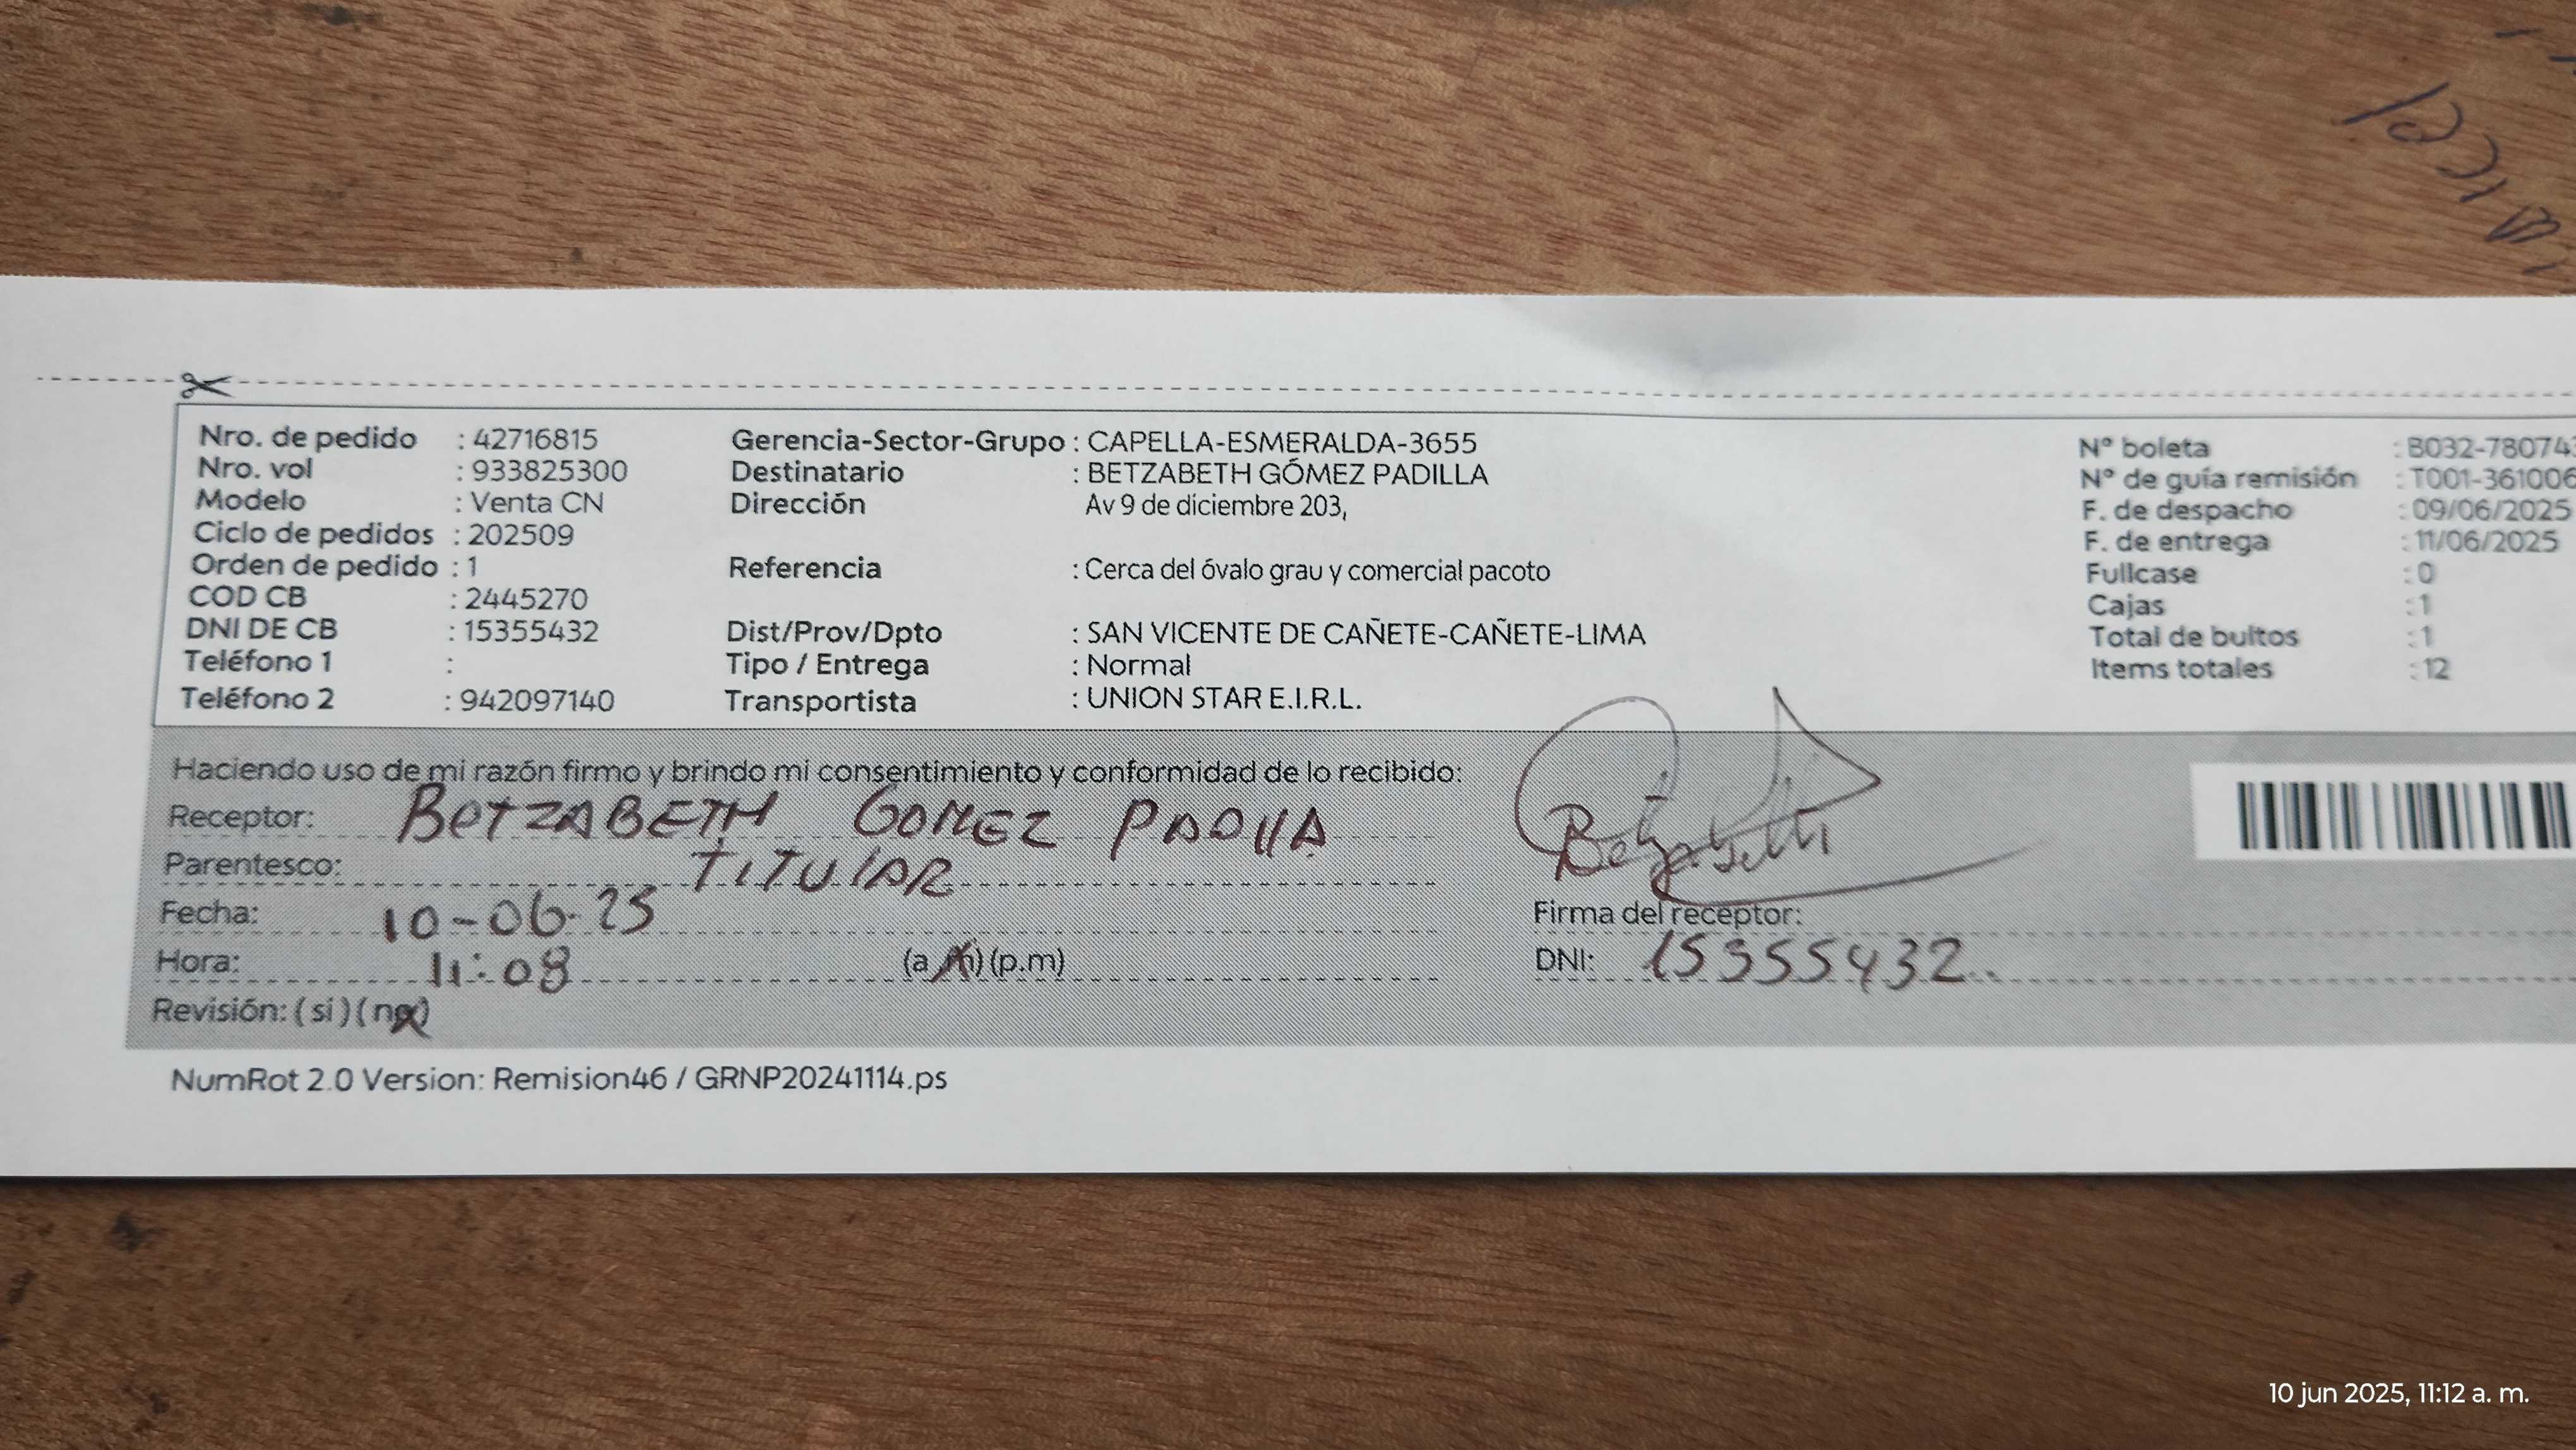 Nro. de pedido : 42716815 Gerencia-Sector-Grupo : CAPELLA-ESMERALDA-3655 Nº boleta : B032-78074
Nro. vol : 933825300 Destinatario : BETZABETH GÓMEZ PADILLA Nº de guía remisión : T001-361006
Modelo : Venta CN Dirección Av 9 de diciembre 203, F. de despacho : 09/06/2025
Ciclo de pedidos : 202509 F. de entrega : 11/06/2025
Orden de pedido : 1 Referencia : Cerca del óvalo grau y comercial pacoto Fullcase : 0
COD CB : 2445270 Cajas : 1
DNI DE CB : 15355432 Dist/Prov/Dpto : SAN VICENTE DE CAÑETE-CAÑETE-LIMA Total de bultos : 1
Teléfono 1 : Tipo / Entrega : Normal Items totales : 12
Teléfono 2 : 942097140 Transportista : UNION STAR E.I.R.L.
Haciendo uso de mi razón firmo y brindo mi consentimiento y conformidad de lo recibido:
Receptor: BETZABETH GOMEZ PADILLA
Parentesco: TITULAR
Betzabeth
Fecha: 10-06-25 Firma del receptor:
Hora: 11:08 (a.m) (p.m) DNI: 15355432
Revisión: (si) (no)
NumRot 2.0 Version: Remision46 / GRNP20241114.ps
10 jun 2025, 11:12 a. m.